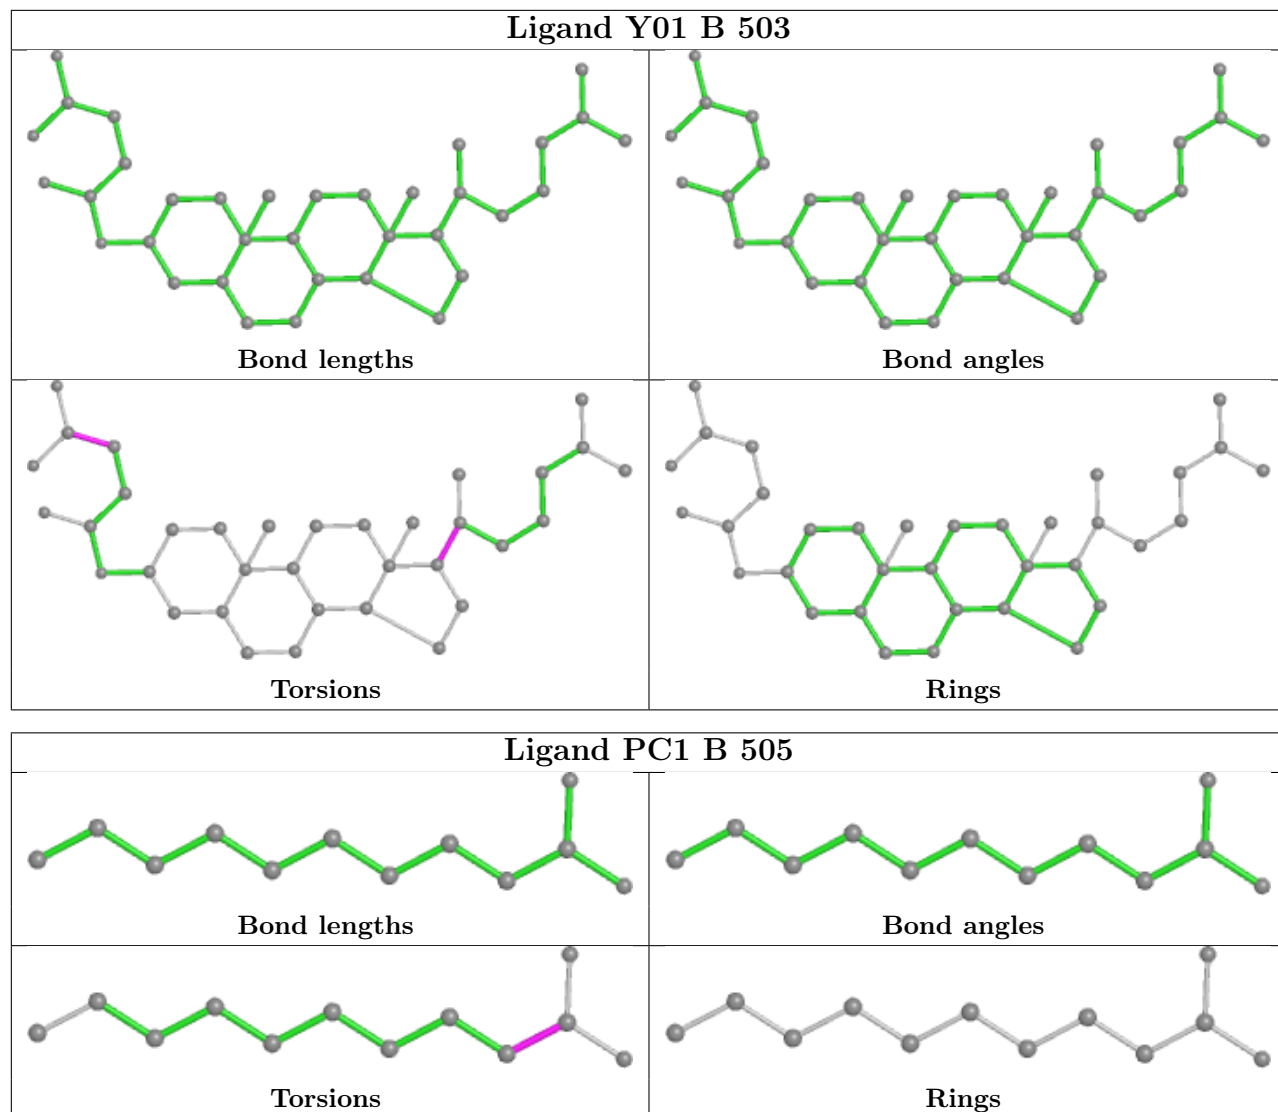 Ligand Y01 B 503
Bond lengths
Bond angles
Torsions
Rings
Ligand PC1 B 505
Bond lengths
Bond angles
Torsions
Rings